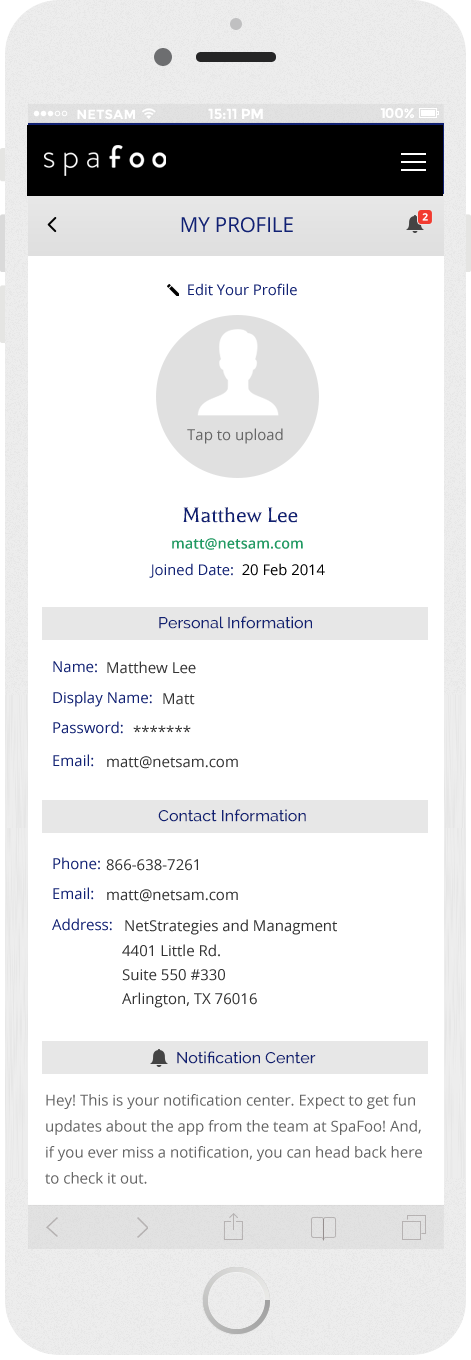 NETSAM 15:11 PM 100%
spafoo
MY PROFILE 2
Edit Your Profile
Tap to upload
Matthew Lee
matt@netsam.com
Joined Date: 20 Feb 2014
Personal Information
Name: Matthew Lee
Display Name: Matt
Password: *******
Email: matt@netsam.com
Contact Information
Phone: 866-638-7261
Email: matt@netsam.com
Address: NetStrategies and Managment
4401 Little Rd.
Suite 550 #330
Arlington, TX 76016
Notification Center
Hey! This is your notification center. Expect to get fun
updates about the app from the team at SpaFoo! And,
if you ever miss a notification, you can head back here
to check it out.